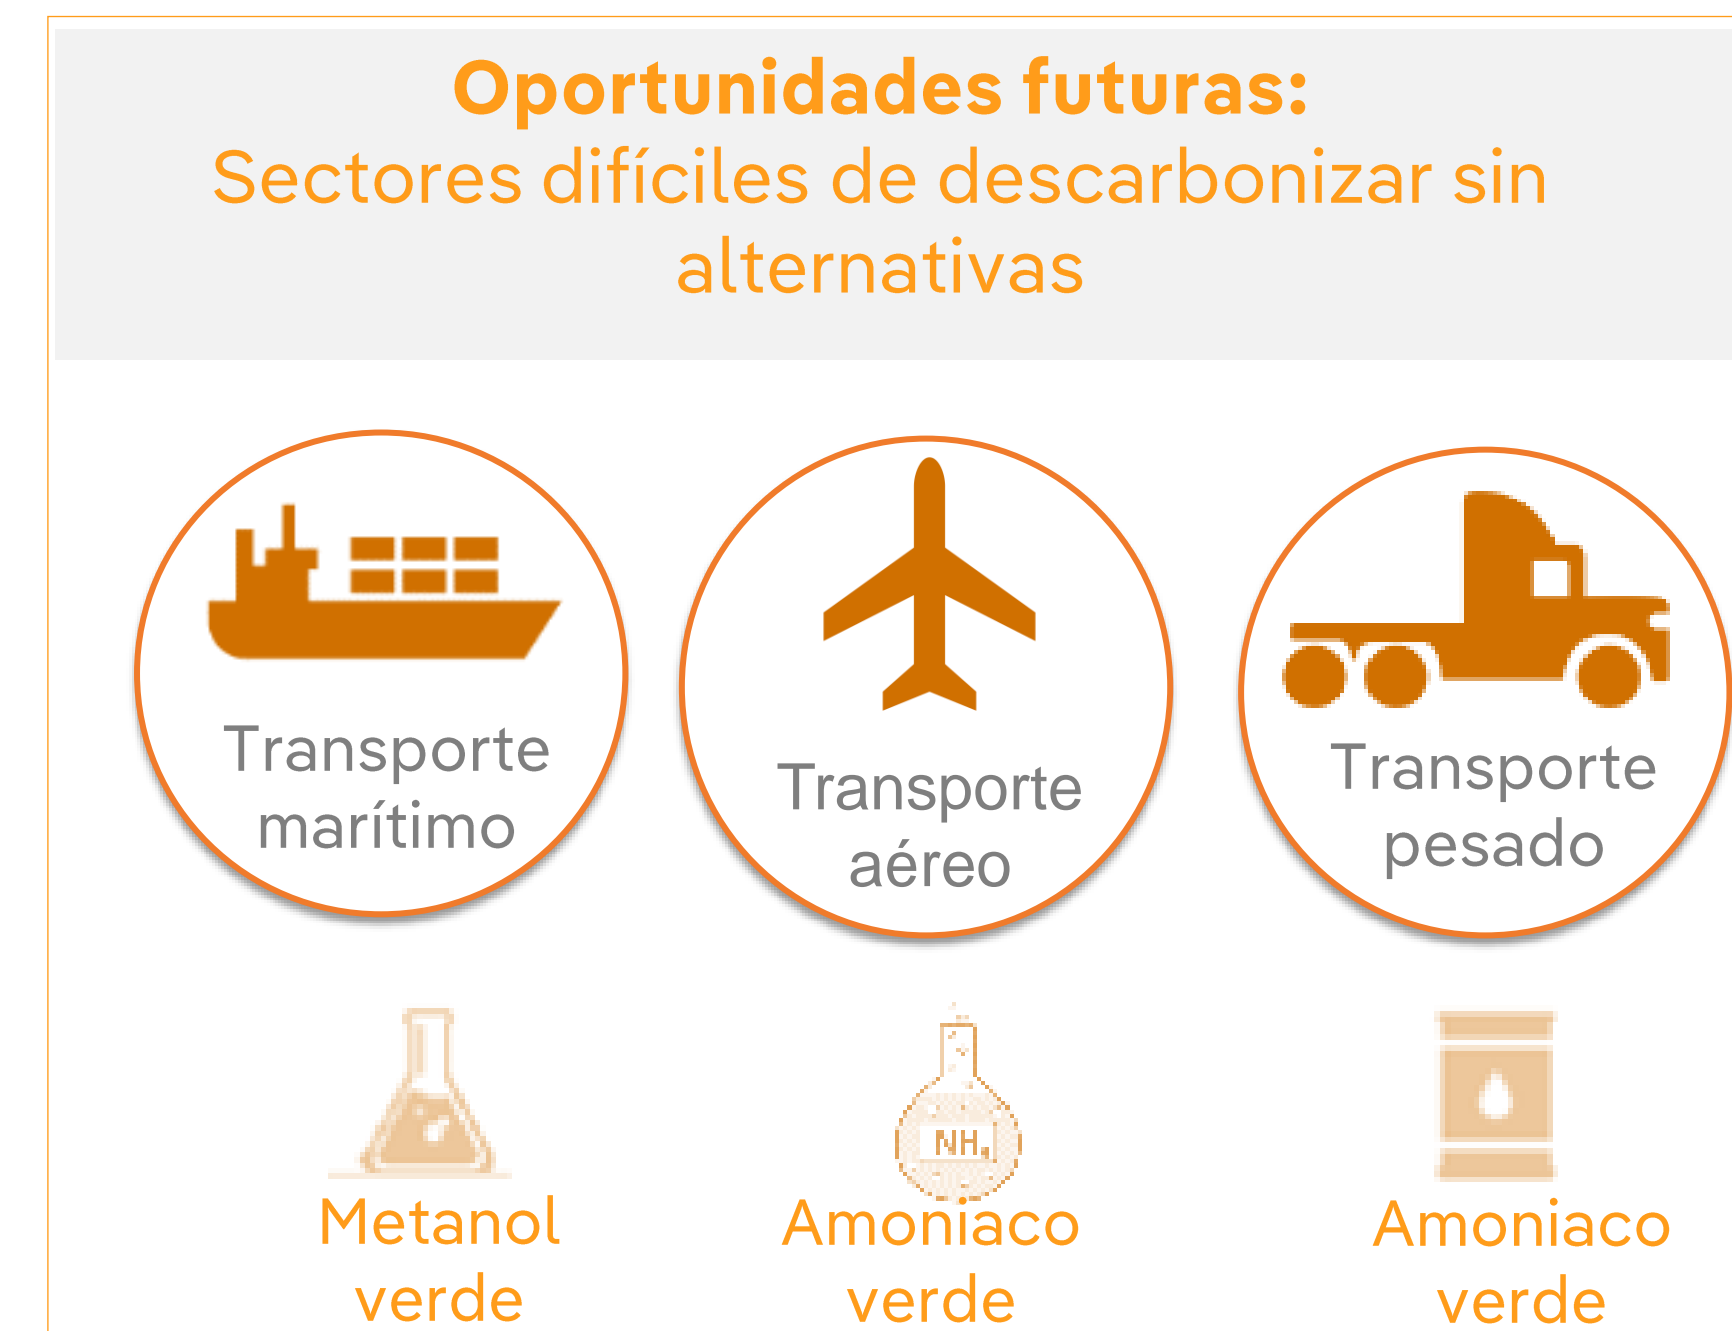 Oportunidades futuras:
Sectores difíciles de descarbonizar sin
alternativas
Transporte
marítimo
Transporte
aéreo
Transporte
pesado
NH₃
Metanol
verde
Amoniaco
verde
Amoniaco
verde